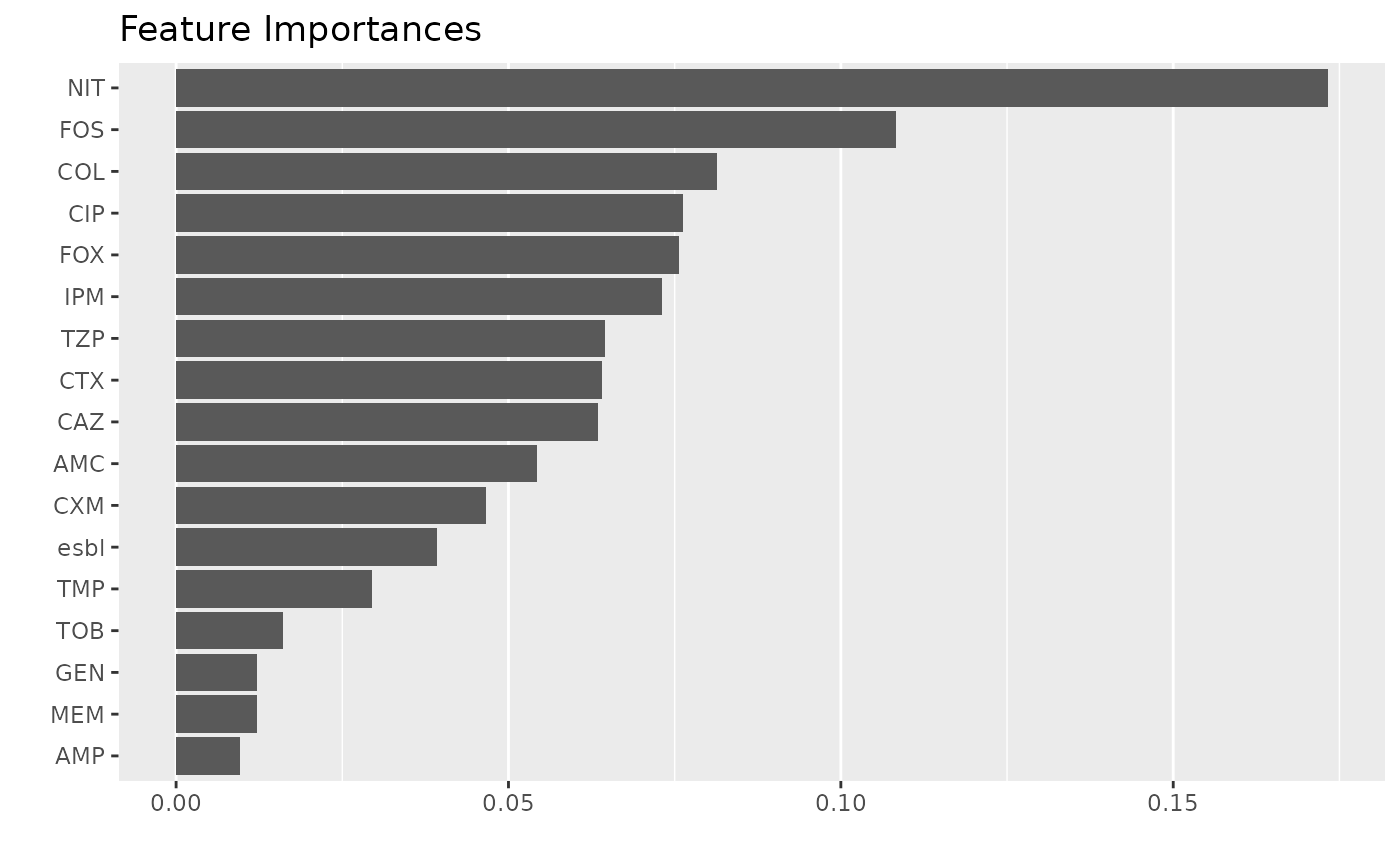 Feature Importances
NIT
FOS
COL
CIP
FOX
IPM
TZP
CTX
CAZ
AMC
CXM
esbl
TMP
TOB
GEN
MEM
AMP
0.00 0.05 0.10 0.15